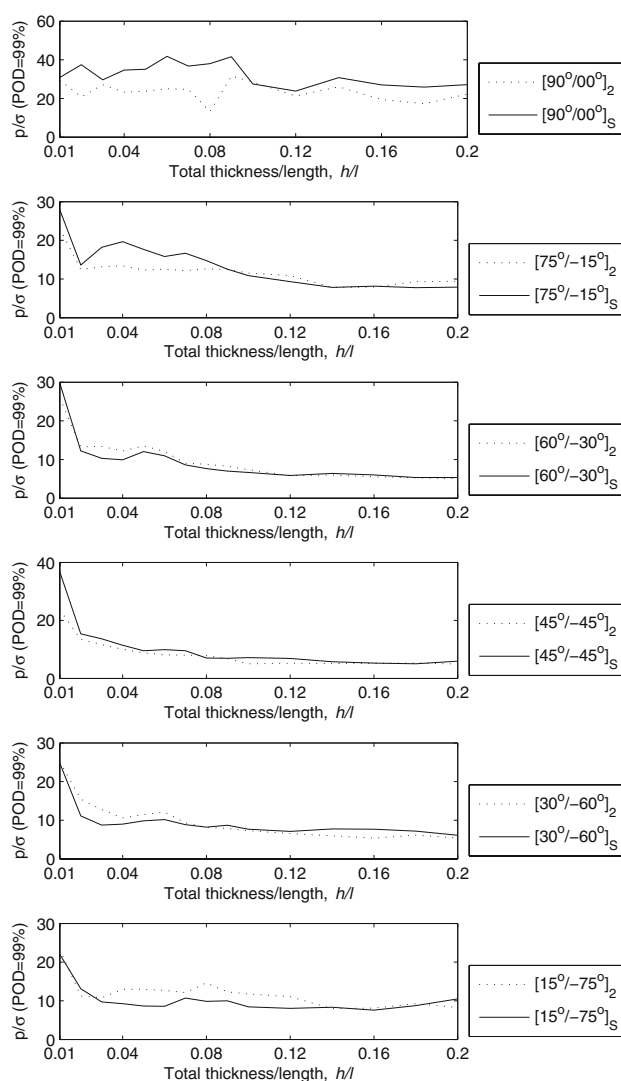 p/σ (POD=99%)
60
40
20
0
0.01 0.04 0.08 0.12 0.16 0.2
Total thickness/length, h/l
[90°/00°]2
[90°/00°]S
p/σ (POD=99%)
30
20
10
0
0.01 0.04 0.08 0.12 0.16 0.2
Total thickness/length, h/l
[75°/−15°]2
[75°/−15°]S
p/σ (POD=99%)
30
20
10
0
0.01 0.04 0.08 0.12 0.16 0.2
Total thickness/length, h/l
[60°/−30°]2
[60°/−30°]S
p/σ (POD=99%)
40
20
0
0.01 0.04 0.08 0.12 0.16 0.2
Total thickness/length, h/l
[45°/−45°]2
[45°/−45°]S
p/σ (POD=99%)
30
20
10
0
0.01 0.04 0.08 0.12 0.16 0.2
Total thickness/length, h/l
[30°/−60°]2
[30°/−60°]S
p/σ (POD=99%)
30
20
10
0
0.01 0.04 0.08 0.12 0.16 0.2
Total thickness/length, h/l
[15°/−75°]2
[15°/−75°]S